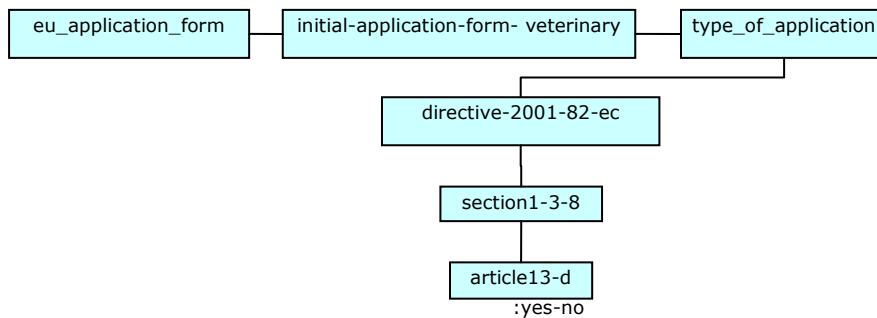 eu_application_form
initial-application-form- veterinary
type_of_application
directive-2001-82-ec
section1-3-8
article13-d
:yes-no